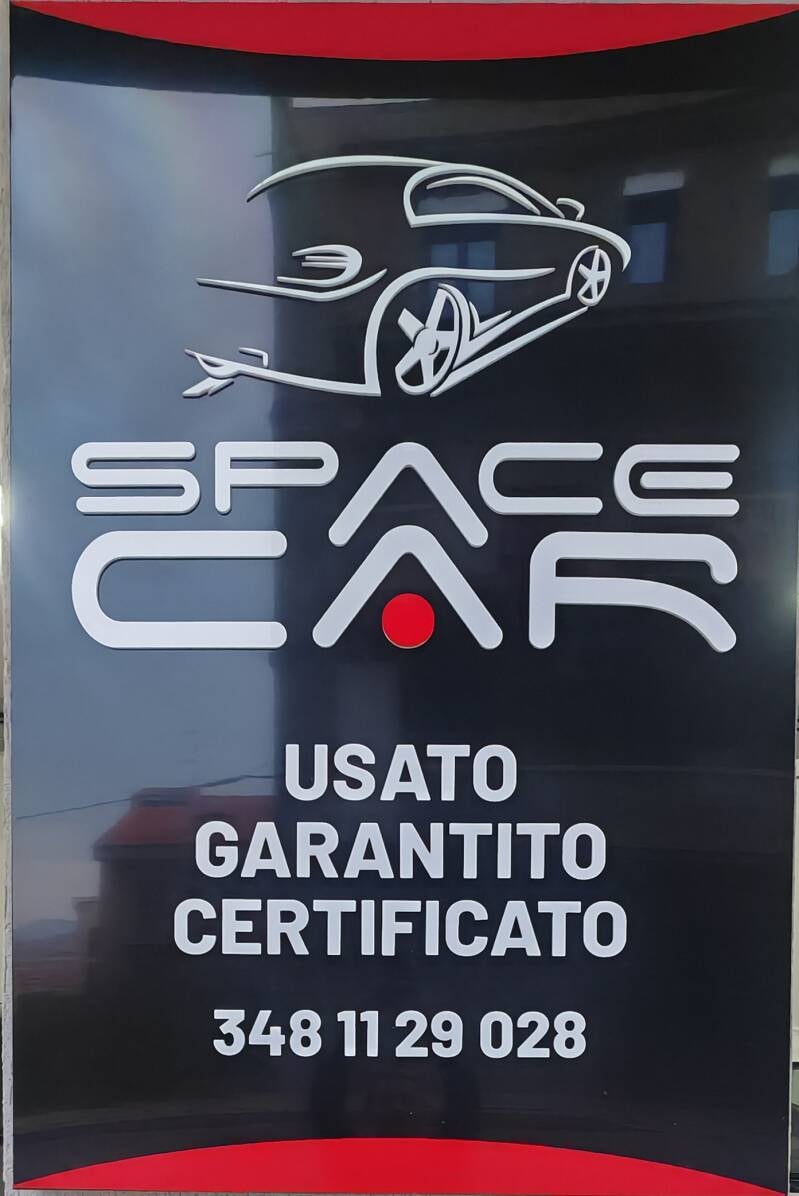 SPACE
CAR
USATO
GARANTITO
CERTIFICATO
348 11 29 028